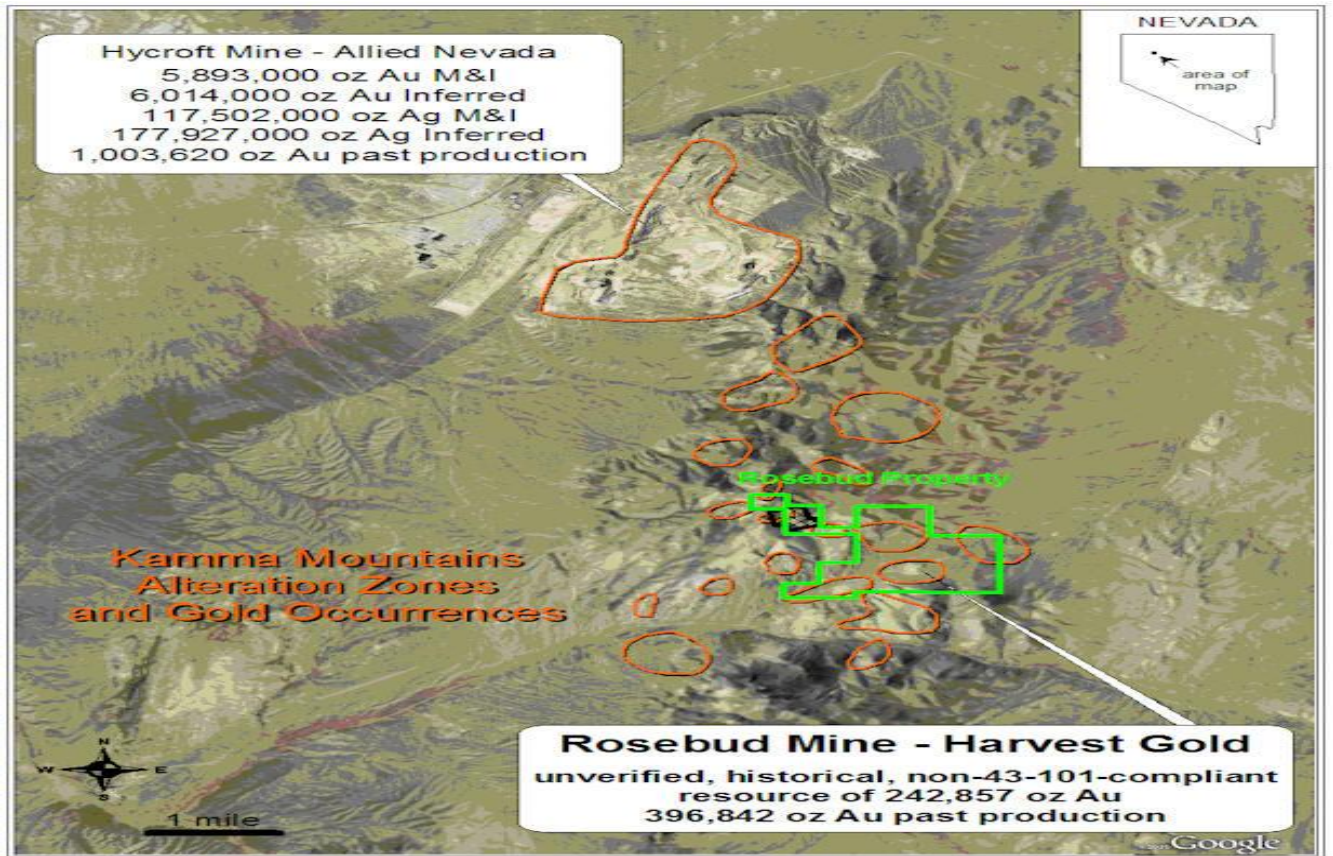 Hycroft Mine - Allied Nevada
5,893,000 oz Au M&I
6,014,000 oz Au Inferred
117,502,000 oz Ag M&I
177,927,000 oz Ag Inferred
1,003,620 oz Au past production
NEVADA
area of
map
Rosebud Property
Kamma Mountains
Alteration Zones
and Gold Occurrences
N
W E
S
1 mile
Rosebud Mine - Harvest Gold
unverified, historical, non-43-101-compliant
resource of 242,857 oz Au
396,842 oz Au past production
Google